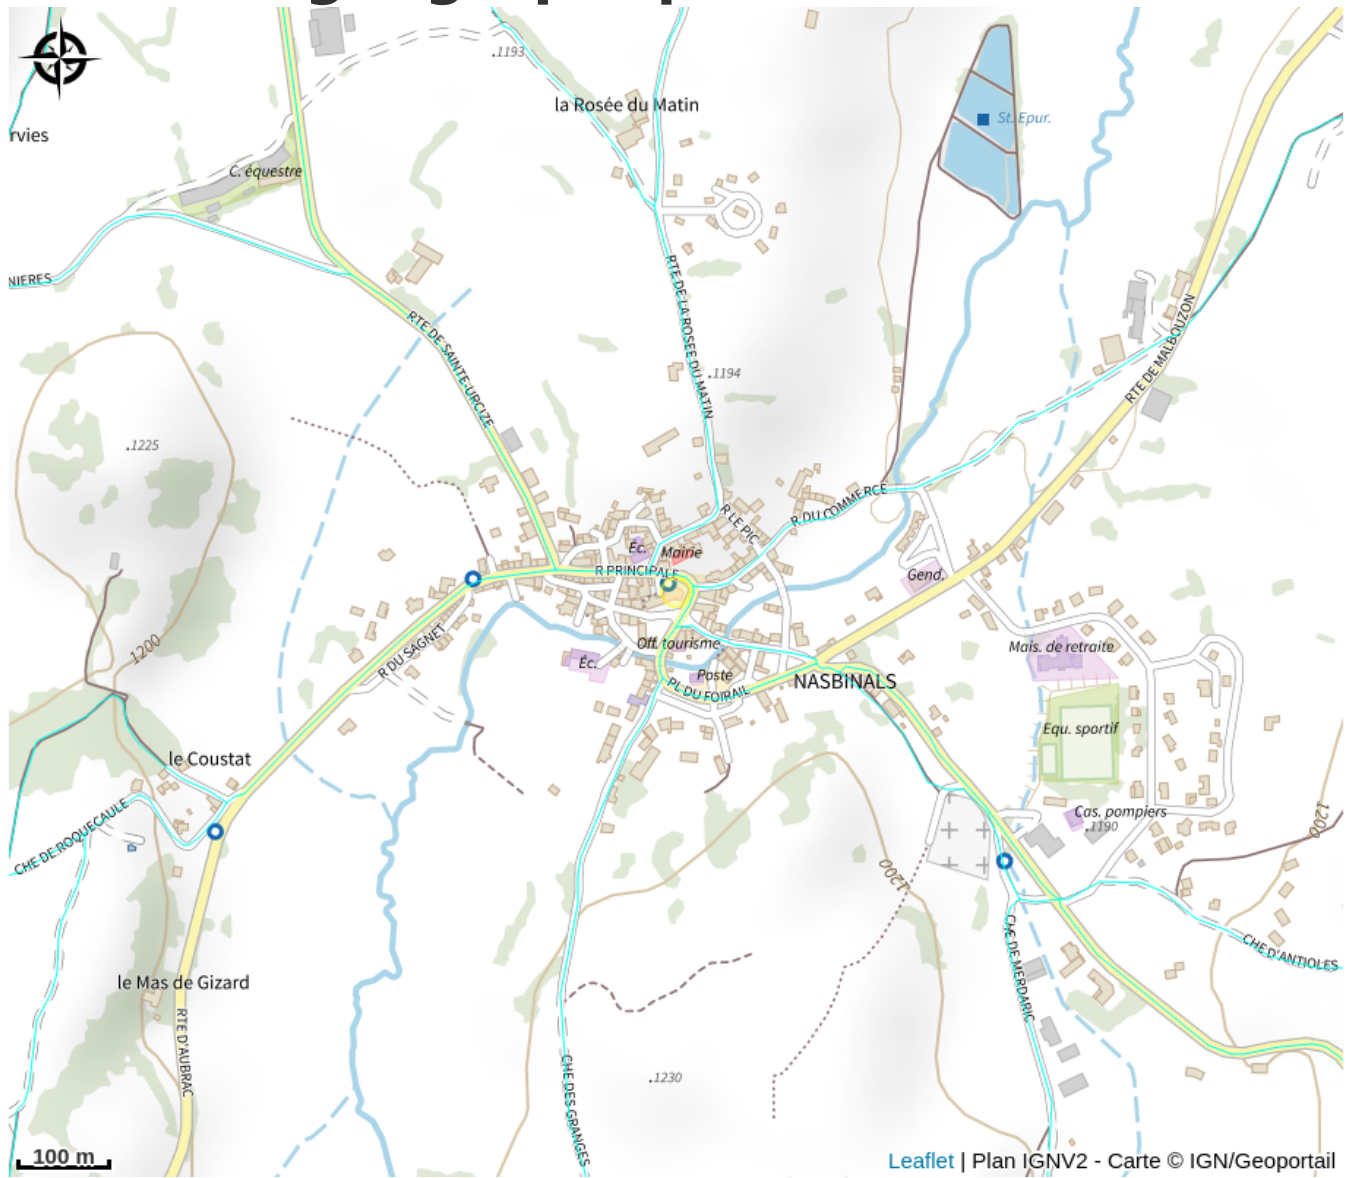 .1193
la Rosée du Matin
St. Epur.
rvies
C. équestre
NIERES
RTE DE LA ROSEE DU MATIN
RTE DE SAINTE-URCIZE
RTE DE MALBOUZON
.1194
.1225
R DU COMMERCE
R LE PIC
Éc.
Mairie
R PRINCIPALE
Gend.
1200
R DU SAGNET
Off. tourisme
Mais. de retraite
Éc.
Poste
NASBINALS
PL DU FOIRAIL
Equ. sportif
le Coustat
CHE DE ROQUECAULE
Cas. pompiers
.1190
1200
1200
CHE D'ANTIOLES
CHE DE MERDARIC
le Mas de Gizard
RTE D'AUBRAC
CHE DES GRANGES
.1230
100 m
Leaflet | Plan IGNV2 - Carte © IGN/Geoportail